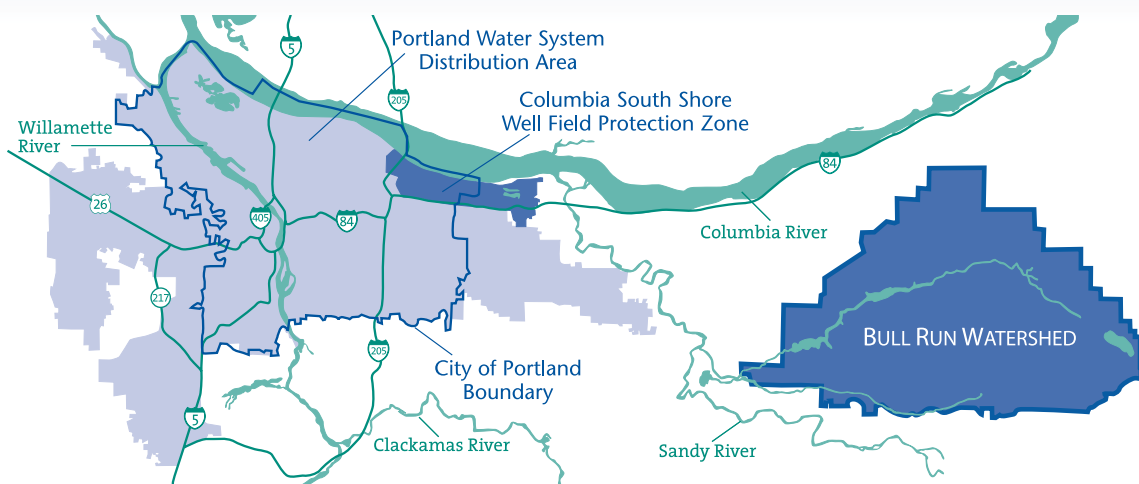 5
Portland Water System
Distribution Area
205
Columbia South Shore
Well Field Protection Zone
Willamette
River
84
26
405
84
Columbia River
217
BULL RUN WATERSHED
205
City of Portland
Boundary
5
Clackamas River
Sandy River